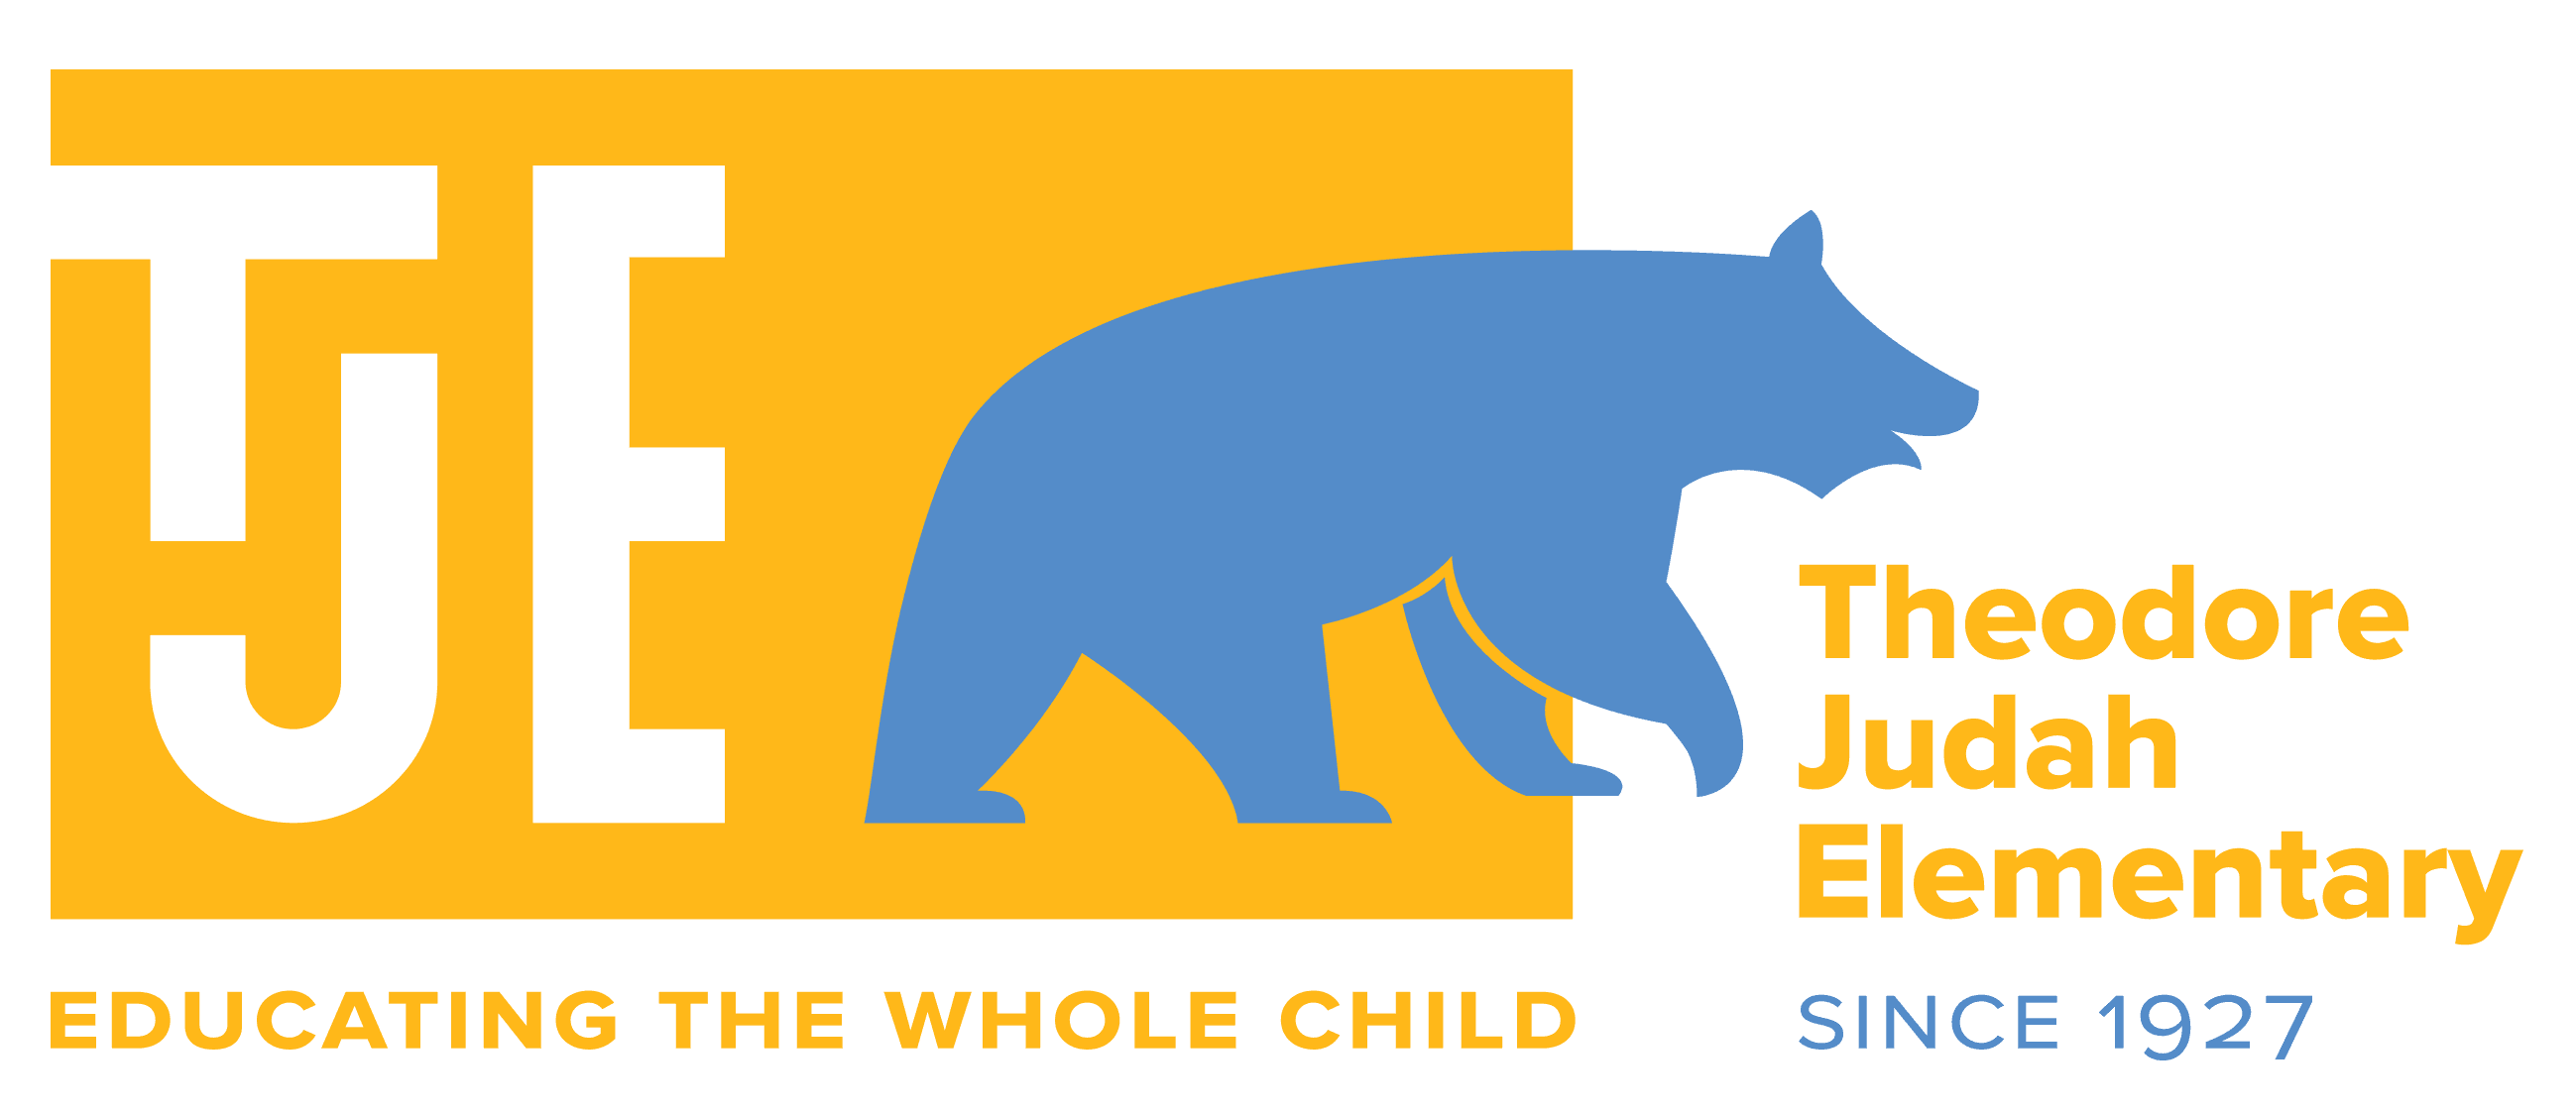 TJE
Theodore
Judah
Elementary
EDUCATING THE WHOLE CHILD
SINCE 1927